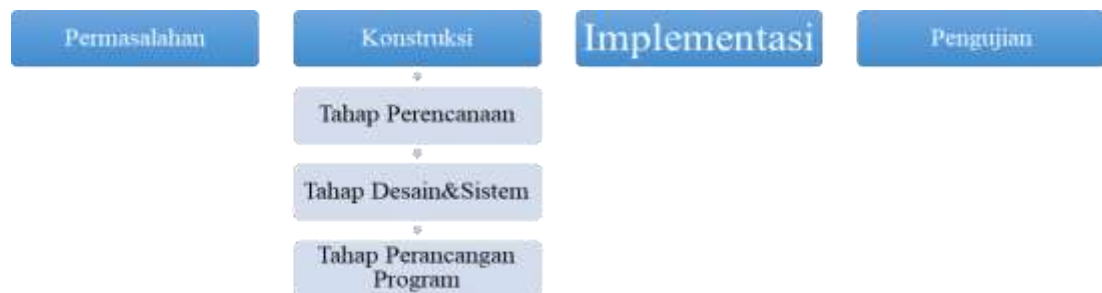 Permasalahan
Konstruksi
Implementasi
Pengujian
Tahap Perencanaan
Tahap Desain&Sistem
Tahap Perancangan
Program